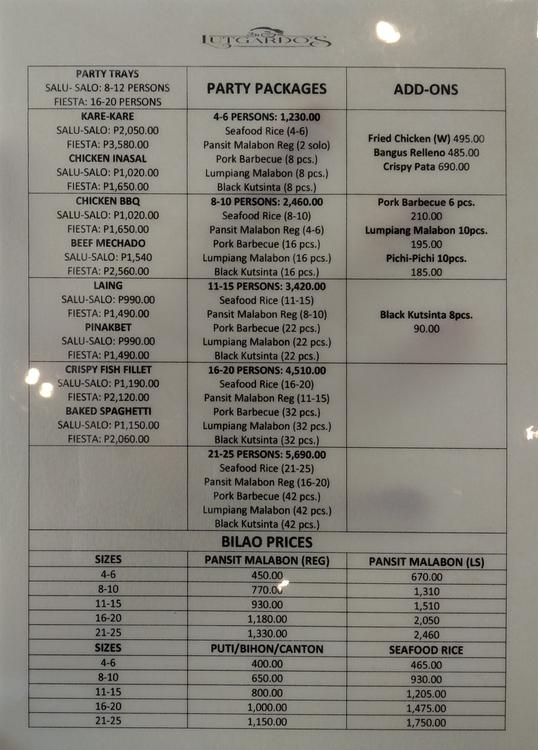 LUTGARDO'S
PARTY TRAYS
SALU- SALO: 8-12 PERSONS
FIESTA: 16-20 PERSONS
PARTY PACKAGES
ADD-ONS
KARE-KARE
SALU-SALO: P2,050.00
FIESTA: P3,580.00
CHICKEN INASAL
SALU-SALO: P1,020.00
FIESTA: P1,650.00
4-6 PERSONS: 1,230.00
Seafood Rice (4-6)
Pansit Malabon Reg (2 solo)
Pork Barbecue (8 pcs.)
Lumpiang Malabon (8 pcs.)
Black Kutsinta (8 pcs.)
Fried Chicken (W) 495.00
Bangus Relleno 485.00
Crispy Pata 690.00
CHICKEN BBQ
SALU-SALO: P1,020.00
FIESTA: P1,650.00
BEEF MECHADO
SALU-SALO: P1,540
FIESTA: P2,560.00
8-10 PERSONS: 2,460.00
Seafood Rice (8-10)
Pansit Malabon Reg (4-6)
Pork Barbecue (16 pcs.)
Lumpiang Malabon (16 pcs.)
Black Kutsinta (16 pcs.)
Pork Barbecue 6 pcs.
210.00
Lumpiang Malabon 10pcs.
195.00
Pichi-Pichi 10pcs.
185.00
LAING
SALU-SALO: P990.00
FIESTA: P1,490.00
PINAKBET
SALU-SALO: P990.00
FIESTA: P1,490.00
11-15 PERSONS: 3,420.00
Seafood Rice (11-15)
Pansit Malabon Reg (8-10)
Pork Barbecue (22 pcs.)
Lumpiang Malabon (22 pcs.)
Black Kutsinta (22 pcs.)
Black Kutsinta 8pcs.
90.00
CRISPY FISH FILLET
SALU-SALO: P1,190.00
FIESTA: P2,120.00
BAKED SPAGHETTI
SALU-SALO: P1,150.00
FIESTA: P2,060.00
16-20 PERSONS: 4,510.00
Seafood Rice (16-20)
Pansit Malabon Reg (11-15)
Pork Barbecue (32 pcs.)
Lumpiang Malabon (32 pcs.)
Black Kutsinta (32 pcs.)
21-25 PERSONS: 5,690.00
Seafood Rice (21-25)
Pansit Malabon Reg (16-20)
Pork Barbecue (42 pcs.)
Lumpiang Malabon (42 pcs.)
Black Kutsinta (42 pcs.)
BILAO PRICES
SIZES PANSIT MALABON (REG) PANSIT MALABON (LS)
4-6 450.00 670.00
8-10 770.00 1,310
11-15 930.00 1,510
16-20 1,180.00 2,050
21-25 1,330.00 2,460
SIZES PUTI/BIHON/CANTON SEAFOOD RICE
4-6 400.00 465.00
8-10 650.00 930.00
11-15 800.00 1,205.00
16-20 1,000.00 1,475.00
21-25 1,150.00 1,750.00